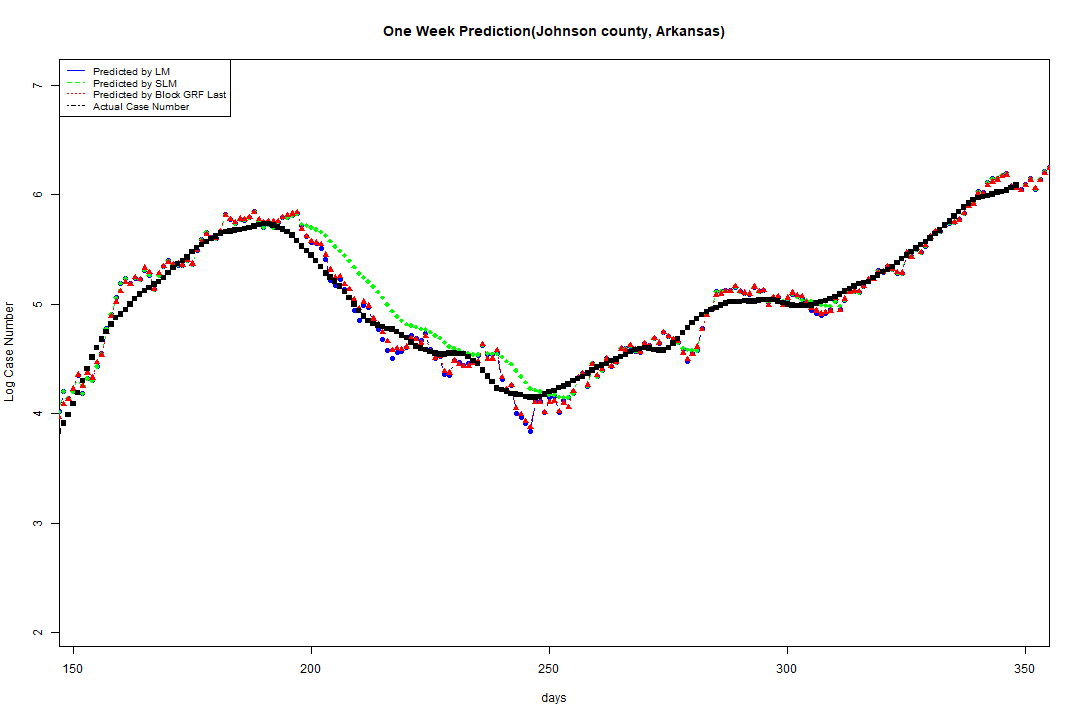 One Week Prediction(Johnson county, Arkansas)
Predicted by LM
Predicted by SLM
Predicted by Block GRF Last
Actual Case Number
7
6
5
4
3
2
Log Case Number
150 200 250 300 350
days